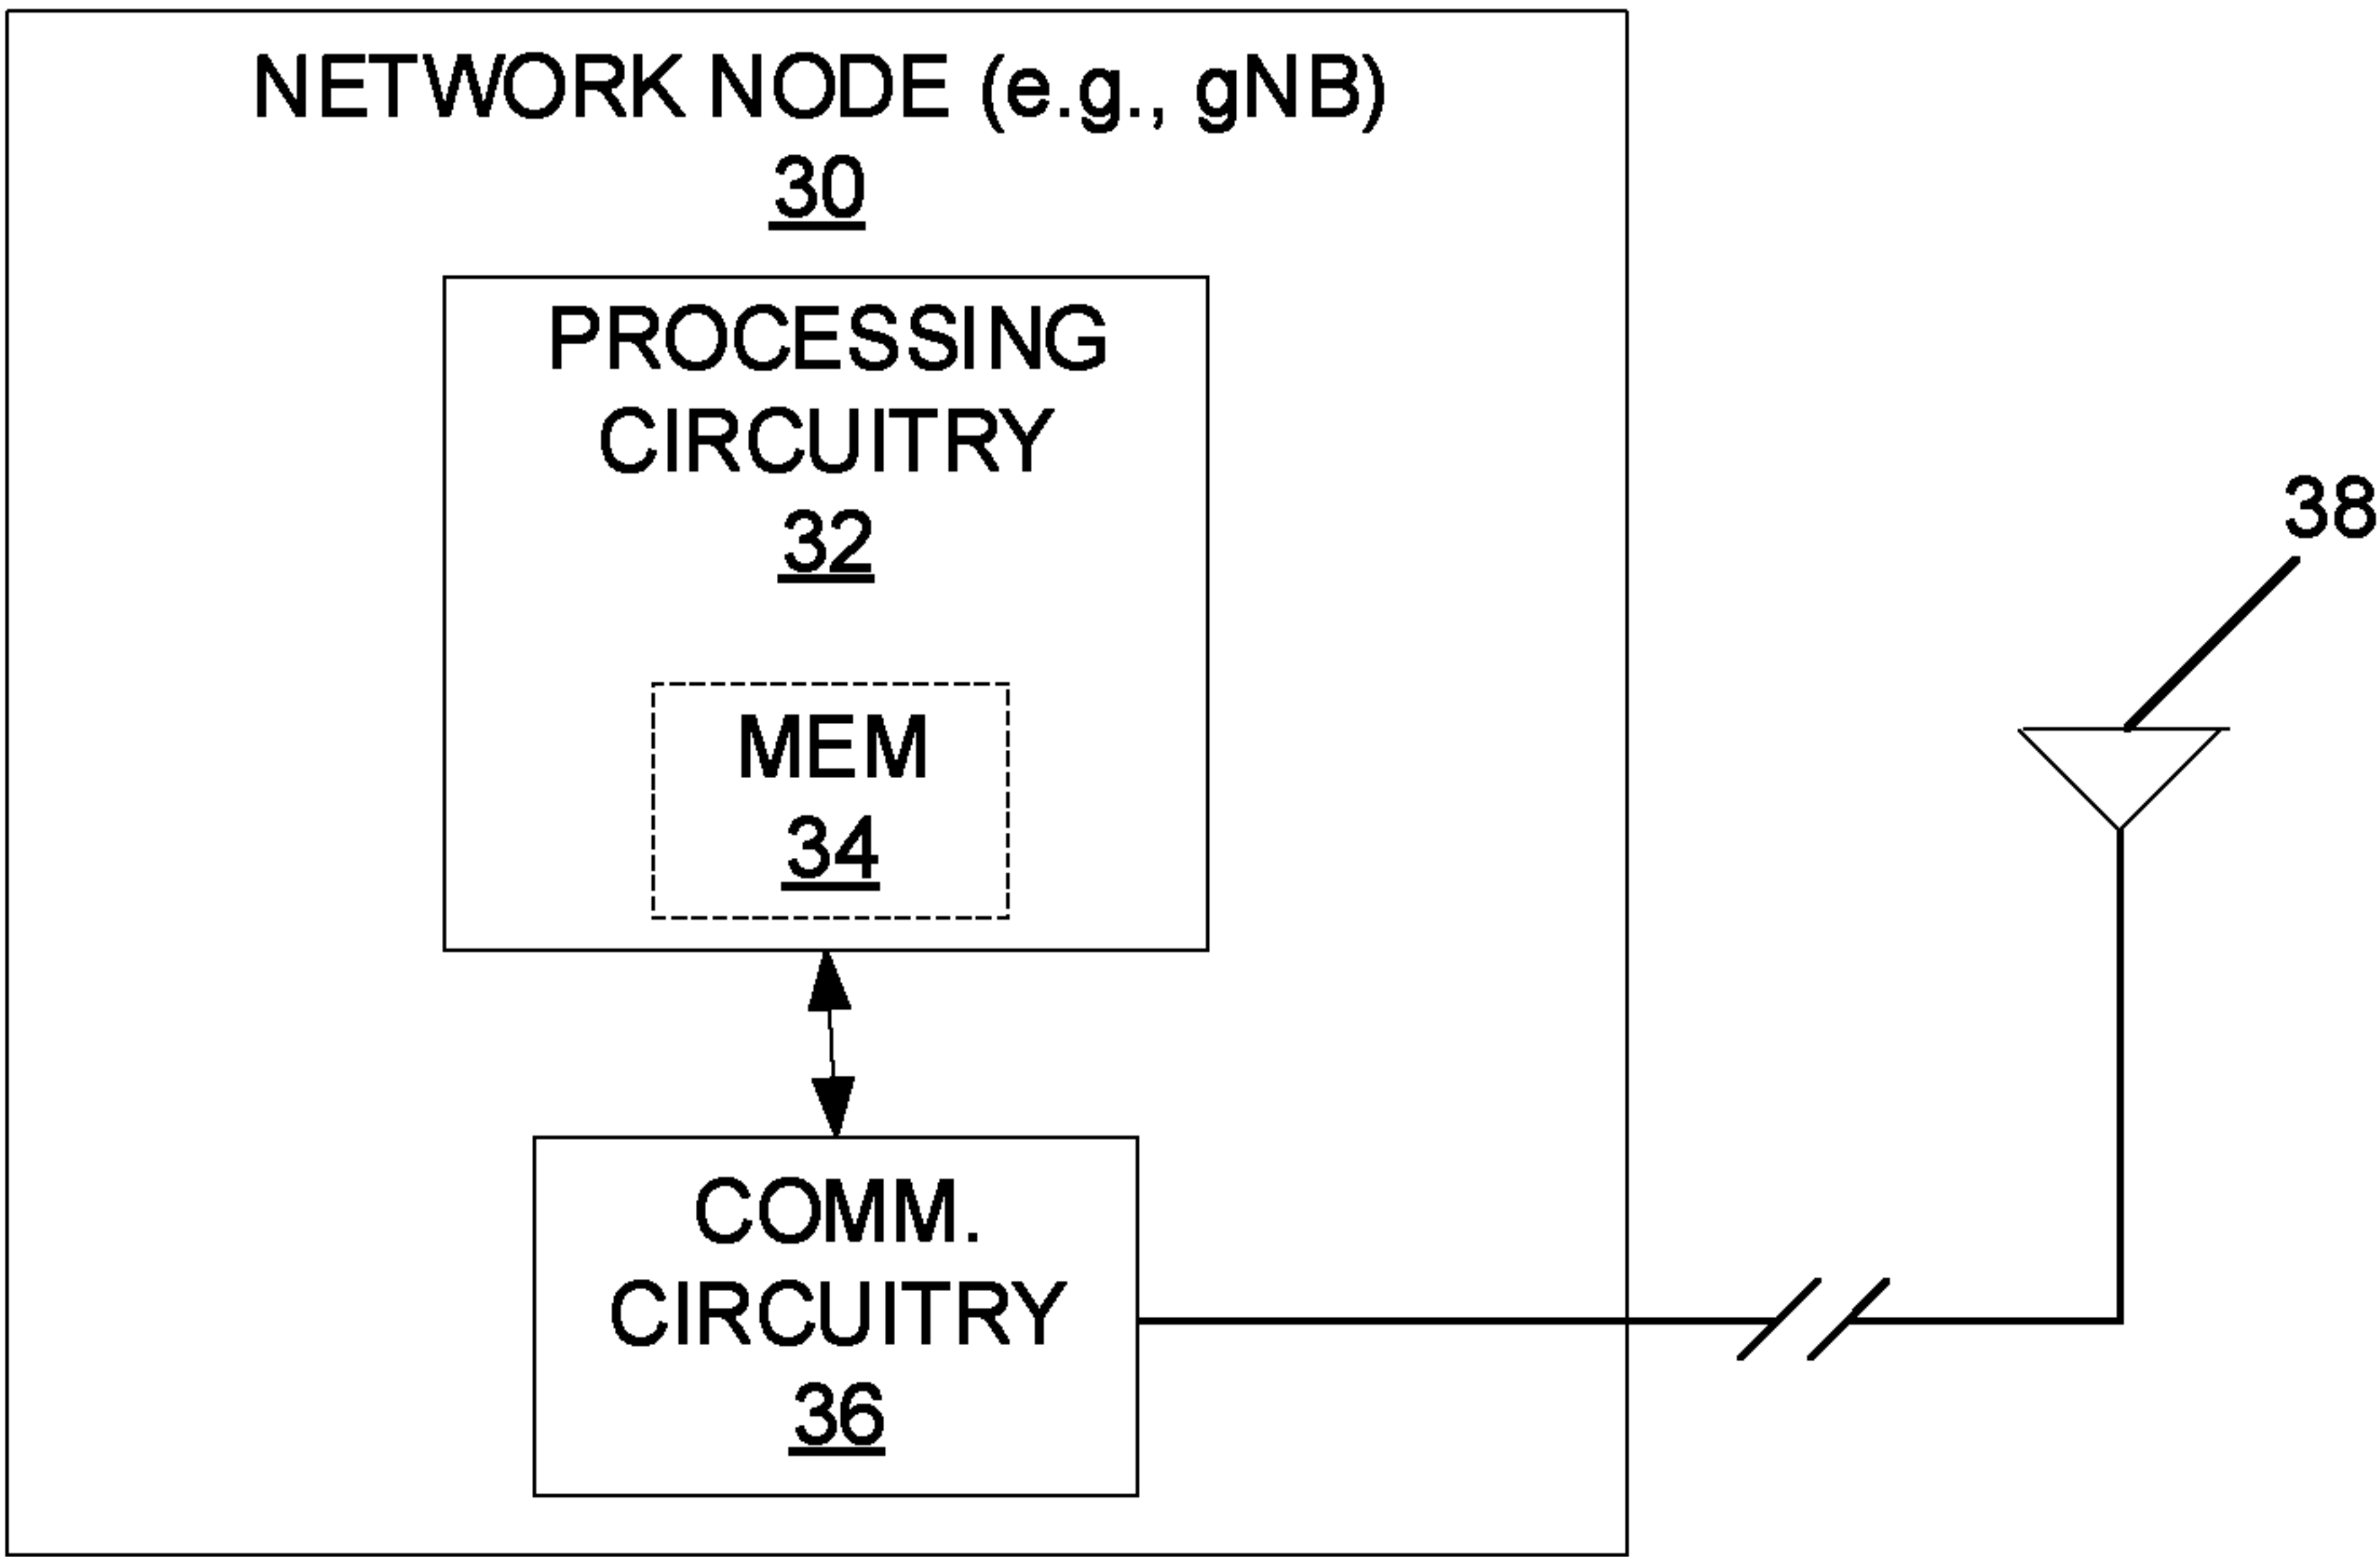 NETWORK NODE (e.g., gNB)
30
PROCESSING
CIRCUITRY
32
MEM
34
COMM.
CIRCUITRY
36
38